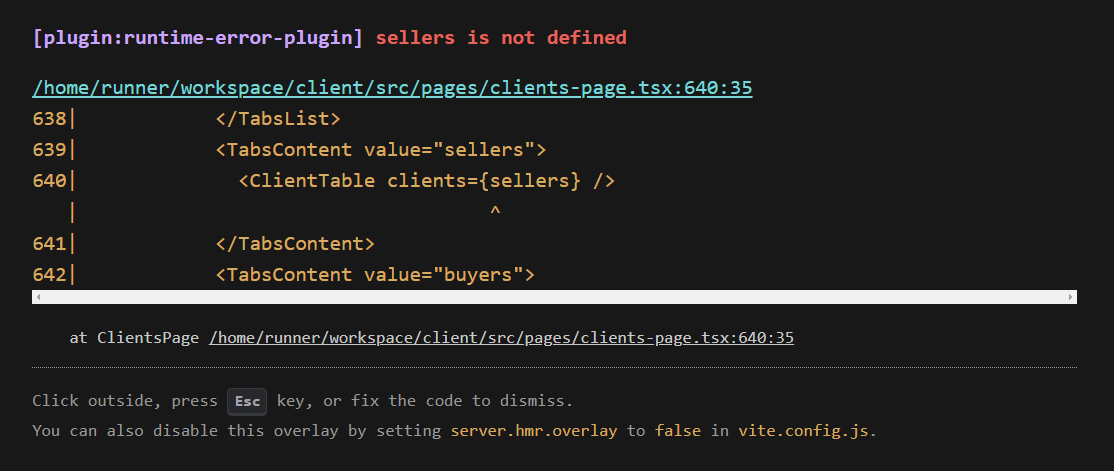 [plugin:runtime-error-plugin] sellers is not defined
/home/runner/workspace/client/src/pages/clients-page.tsx:640:35
638|            </TabsList>
639|            <TabsContent value="sellers">
640|              <ClientTable clients={sellers} />
   |                                    ^
641|            </TabsContent>
642|            <TabsContent value="buyers">
at ClientsPage /home/runner/workspace/client/src/pages/clients-page.tsx:640:35
Click outside, press Esc key, or fix the code to dismiss.
You can also disable this overlay by setting server.hmr.overlay to false in vite.config.js.